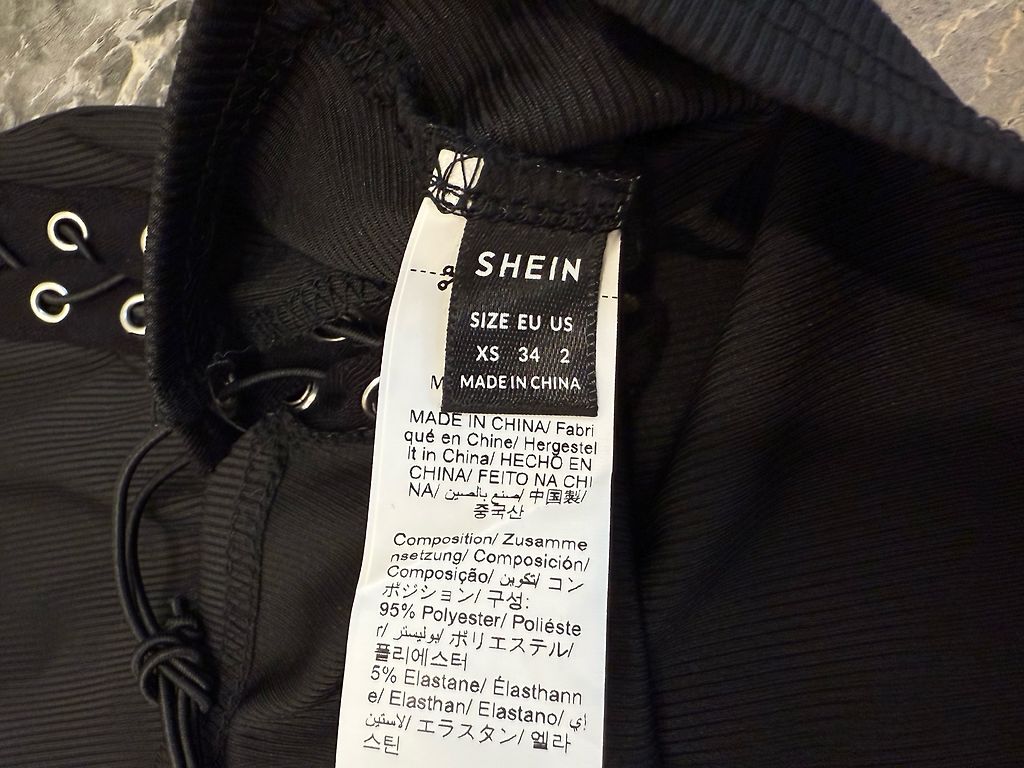 SHEIN
SIZE EU US
XS 34 2
MADE IN CHINA
M
MADE IN CHINA/ Fabri
qué en Chine/ Hergestel
lt in China/ HECHO EN
CHINA/ FEITO NA CHI
NA/ صنع بالصين/ 中国製/
중국산
Composition/ Zusamme
nsetzung/ Composición/
Composição/ تكوين/ コン
ポジション/ 구성:
95% Polyester/ Poliéste
r/ بوليستر/ ポリエステル/
폴리에스터
5% Elastane/ Élasthann
e/ Elasthan/ Elastano/ إي
لاستين/ エラスタン/ 엘라
스틴